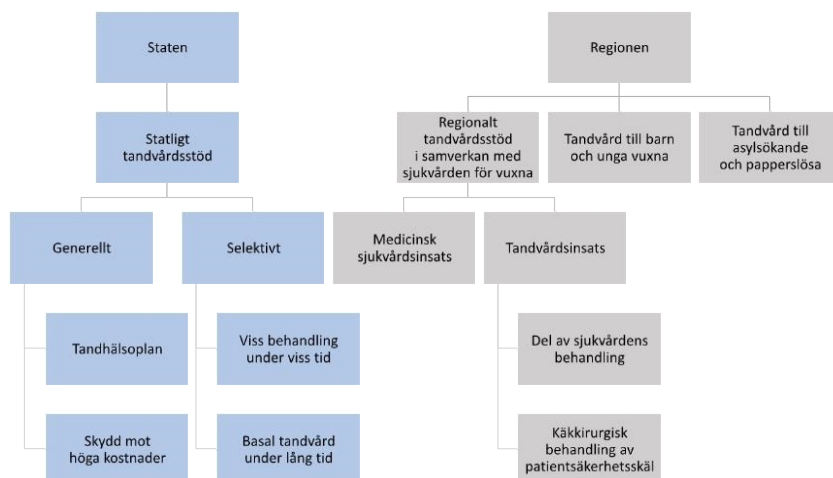 Staten
Regionen
Statligt
tandvårdsstöd
Regionalt
tandvårdsstöd
i samverkan med
sjukvården för vuxna
Tandvård till barn
och unga vuxna
Tandvård till
asylsökande
och papperslösa
Generellt
Selektivt
Medicinsk
sjukvårdsinsats
Tandvårdsinsats
Tandhälsoplan
Viss behandling
under viss tid
Del av sjukvårdens
behandling
Skydd mot
höga kostnader
Basal tandvård
under lång tid
Käkkirurgisk
behandling av
patientsäkerhetsskäl